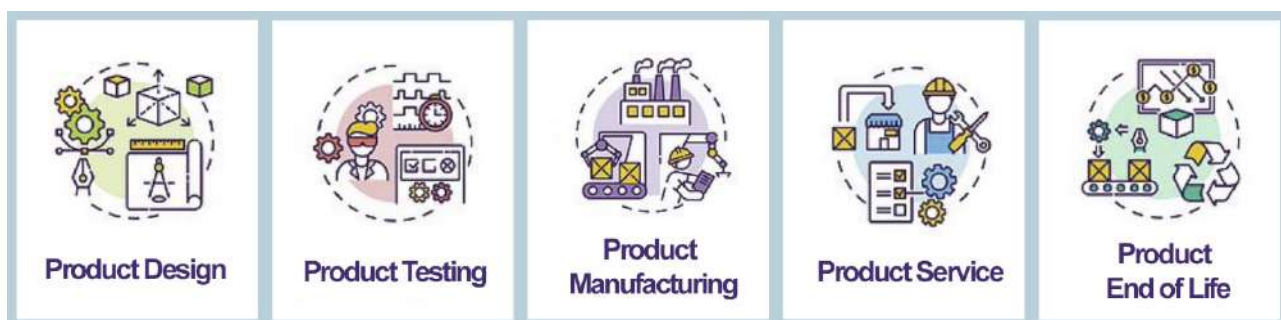 Product Design
Product Testing
Product
Manufacturing
Product Service
Product
End of Life